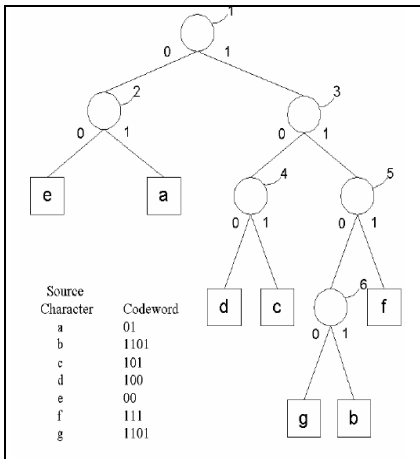 1
0 1
2 3
0 1 0 1
e a
4 5
0 1 0 1
d c
6 f
0 1
g b
Source
Character Codeword
a 01
b 1101
c 101
d 100
e 00
f 111
g 1101